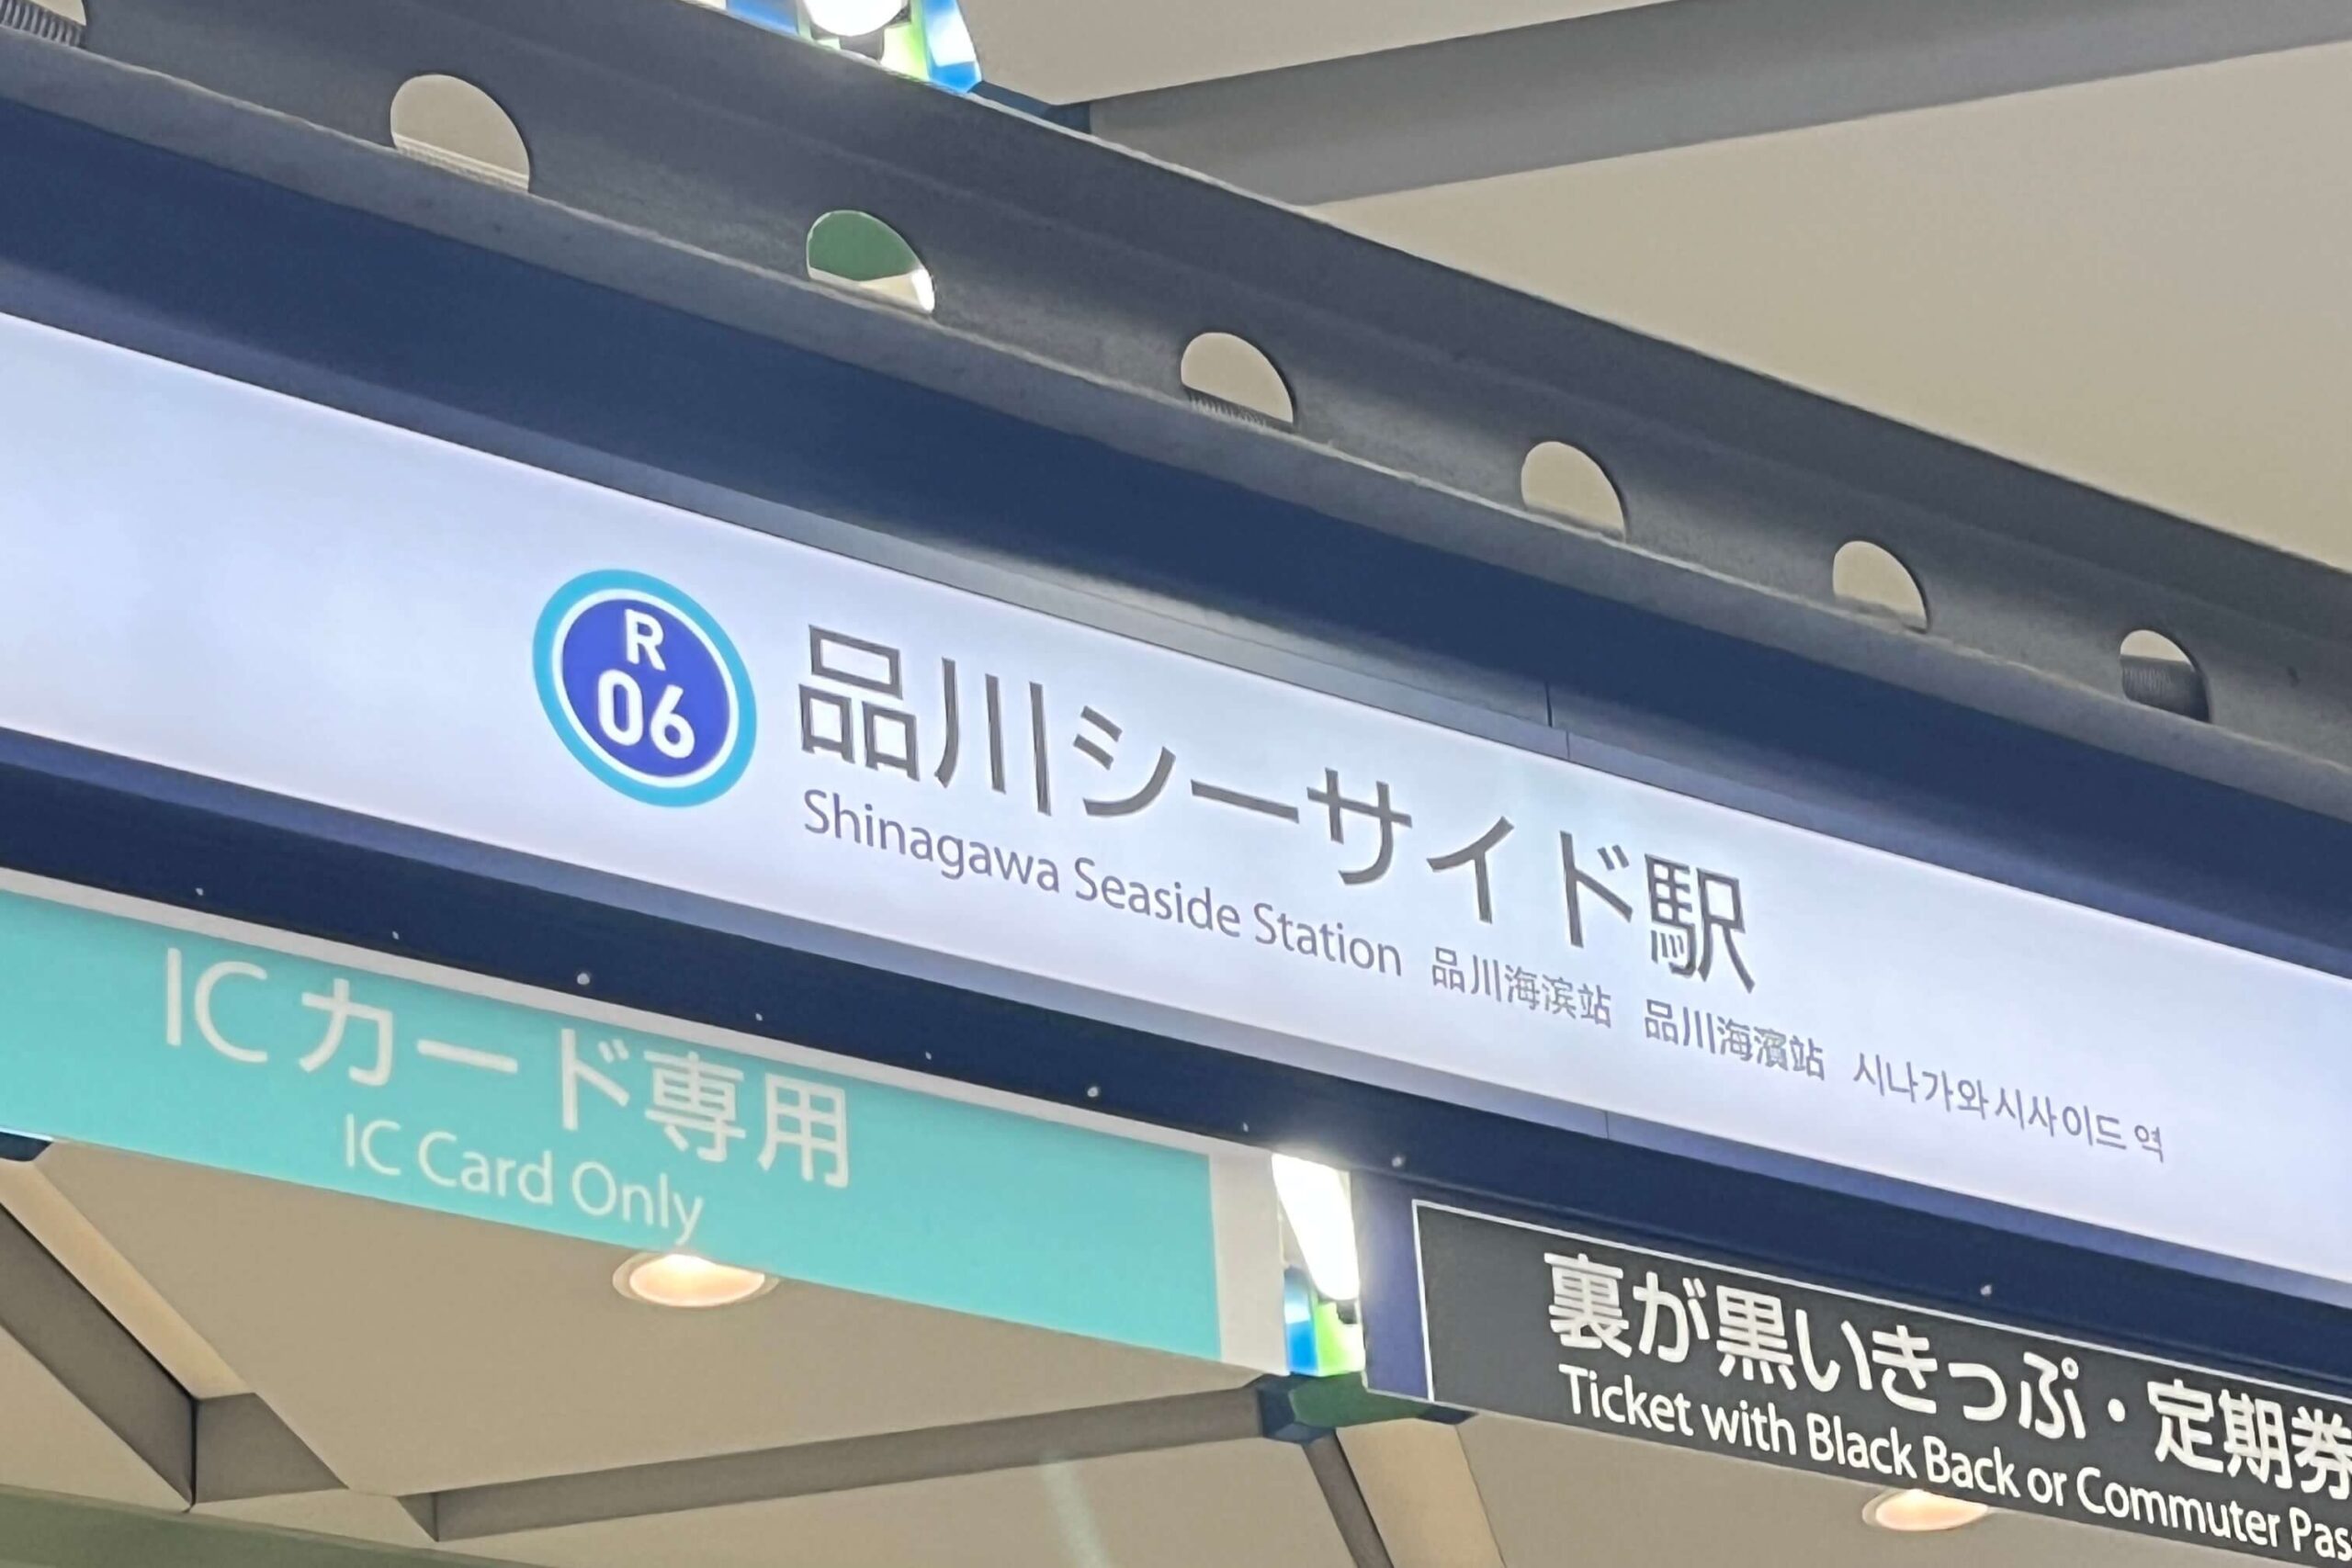 R
06
品川シーサイド駅
Shinagawa Seaside Station 品川海滨站 品川海濱站 시나가와 시사이드 역
ICカード専用
IC Card Only
裏が黒いきっぷ・定期券
Ticket with Black Back or Commuter Pas